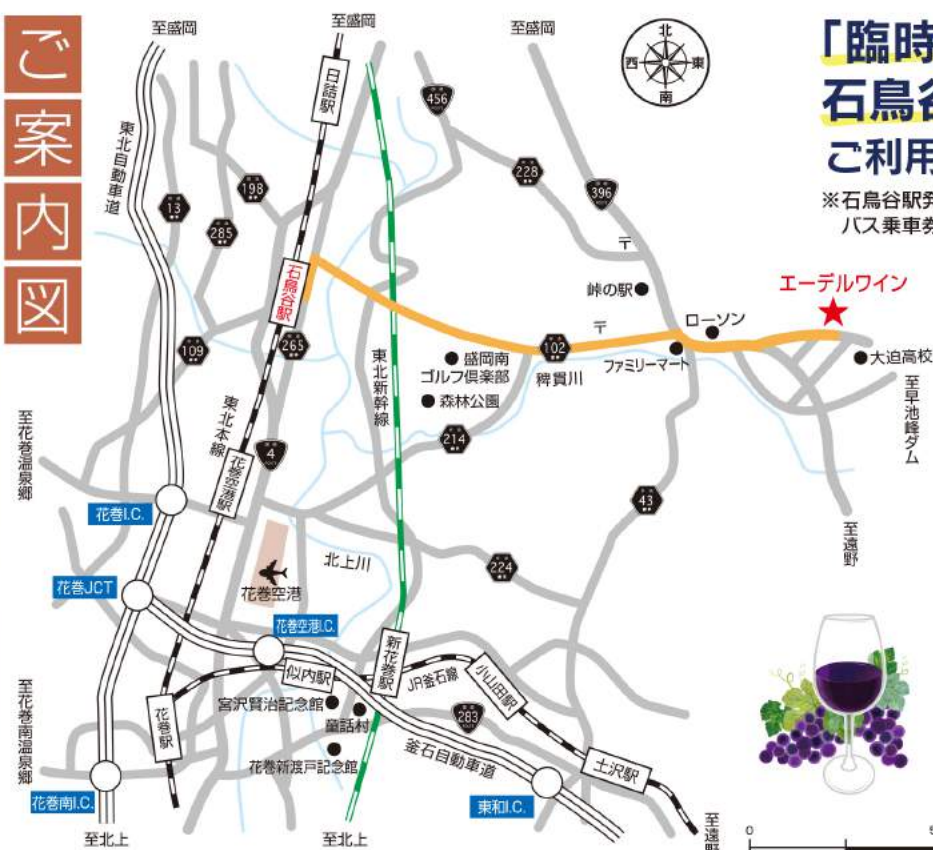 ご案内図
至盛岡
至盛岡
至盛岡
北
西
東
南
「臨時
石鳥谷
ご利用
※石鳥谷駅発
バス乗車券
日詰駅
東北自動車道
456
228
396
13
198
285
〒
石鳥谷駅
峠の駅
エーデルワイン
ローソン
〒
109
265
東北新幹線
盛岡南
ゴルフ倶楽部
102
稗貫川
ファミリーマート
大迫高校
森林公園
至早池峰ダム
東北本線
4
214
至花巻温泉郷
花巻空港駅
花巻I.C.
43
至遠野
北上川
224
花巻JCT
花巻空港
花巻空港I.C.
新花巻駅
似内駅
JR釜石線
小山田駅
至花巻南温泉郷
花巻駅
宮沢賢治記念館
童話村
283
花巻新渡戸記念館
釜石自動車道
土沢駅
花巻南I.C.
東和I.C.
至遠野
至北上
至北上
0
5